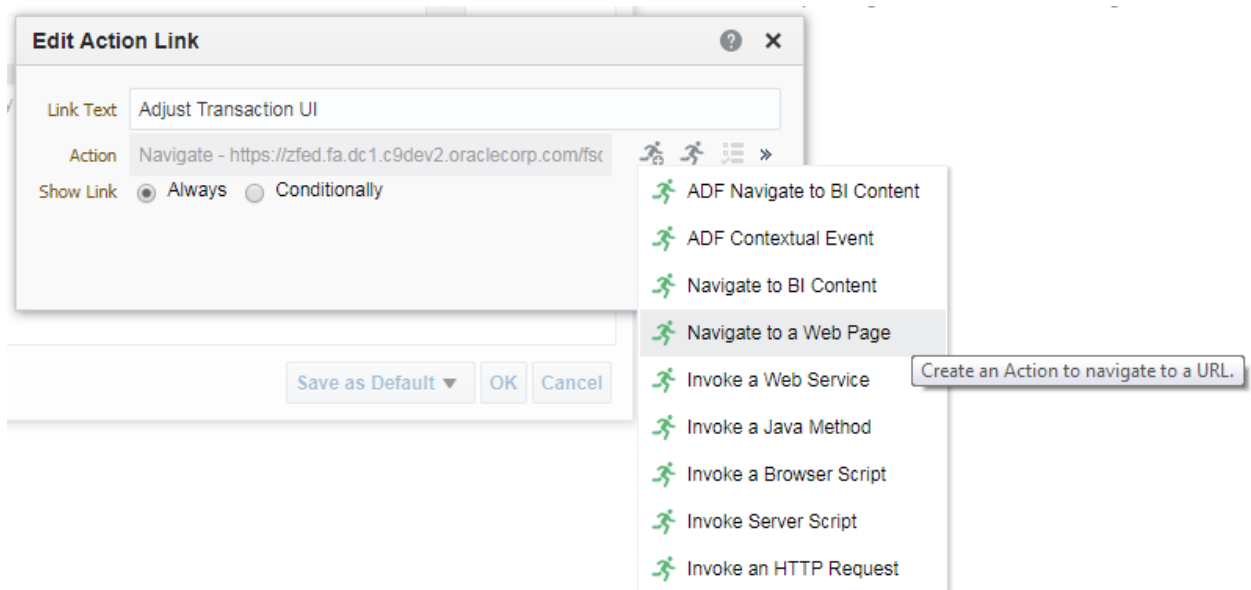 Edit Action Link
Link Text Adjust Transaction UI
Action Navigate - https://zfed.fa.dc1.c9dev2.oraclecorp.com/fsc
Show Link Always Conditionally
ADF Navigate to BI Content
ADF Contextual Event
Navigate to BI Content
Navigate to a Web Page
Create an Action to navigate to a URL.
Invoke a Web Service
Save as Default OK Cancel
Invoke a Java Method
Invoke a Browser Script
Invoke Server Script
Invoke an HTTP Request